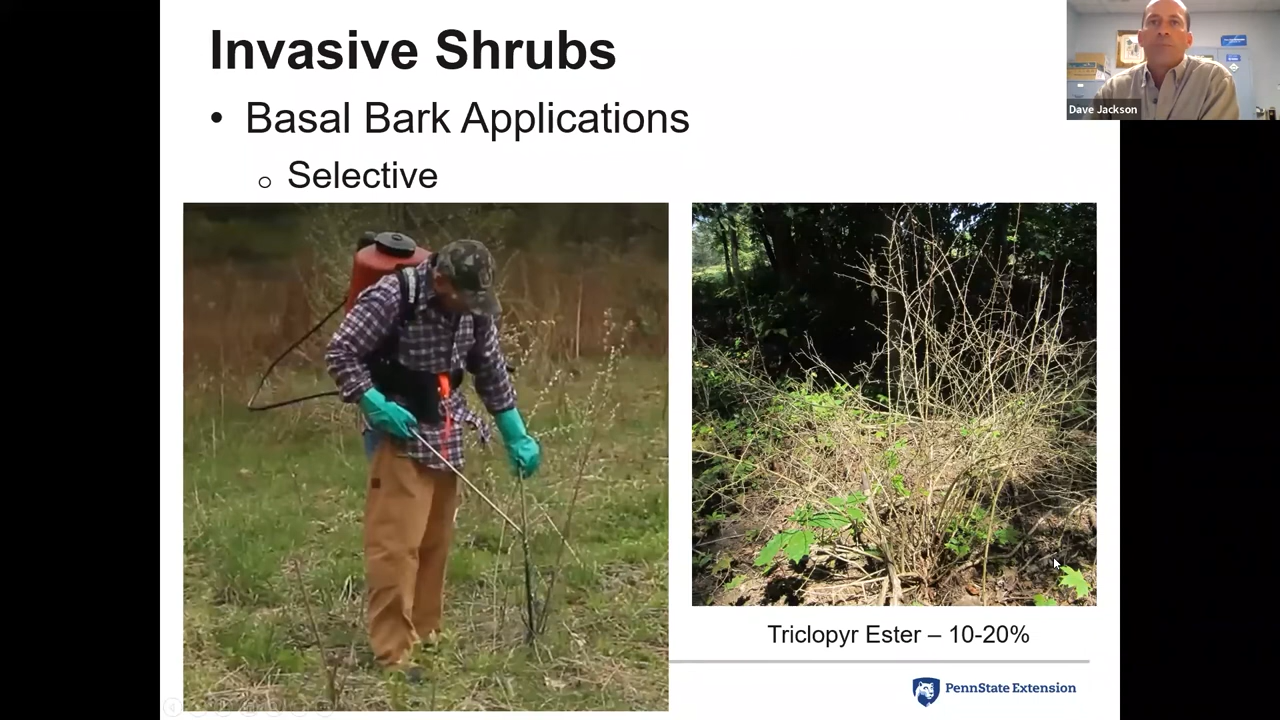 Invasive Shrubs
• Basal Bark Applications
o Selective
Dave Jackson
Triclopyr Ester – 10-20%
PennState Extension